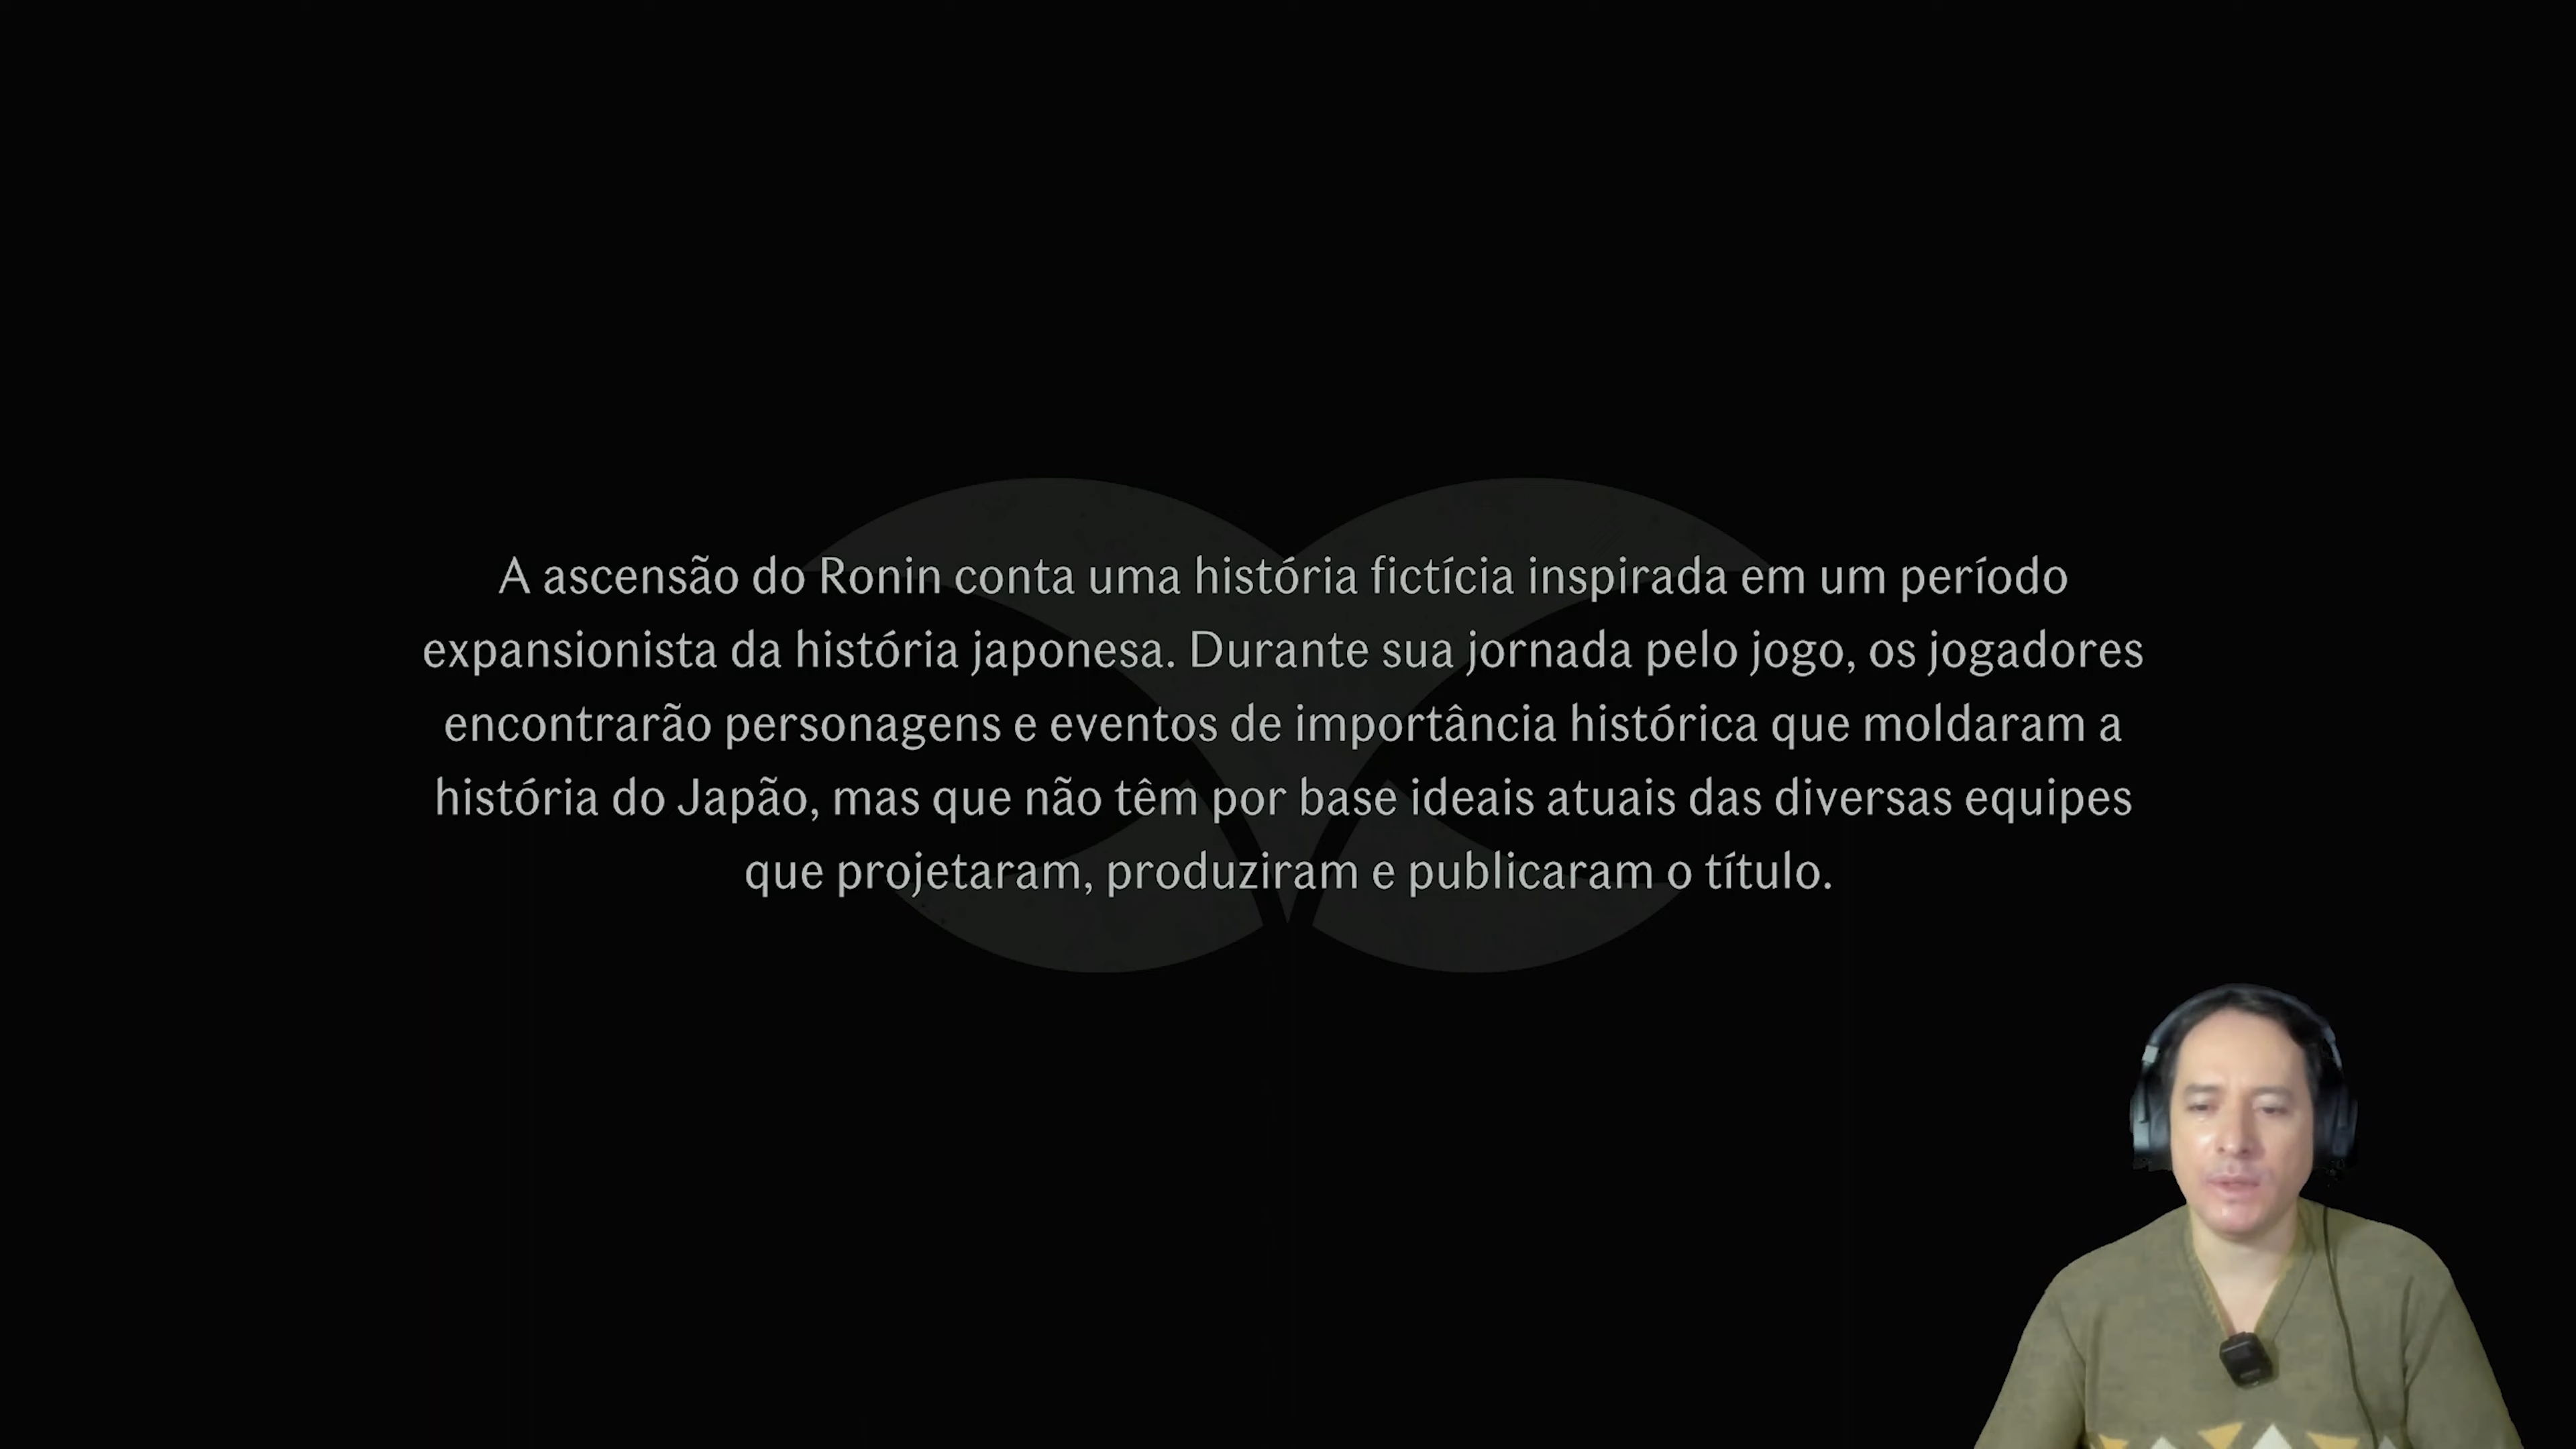 A ascensão do Ronin conta uma história fictícia inspirada em um período
expansionista da história japonesa. Durante sua jornada pelo jogo, os jogadores
encontrarão personagens e eventos de importância histórica que moldaram a
história do Japão, mas que não têm por base ideais atuais das diversas equipes
que projetaram, produziram e publicaram o título.